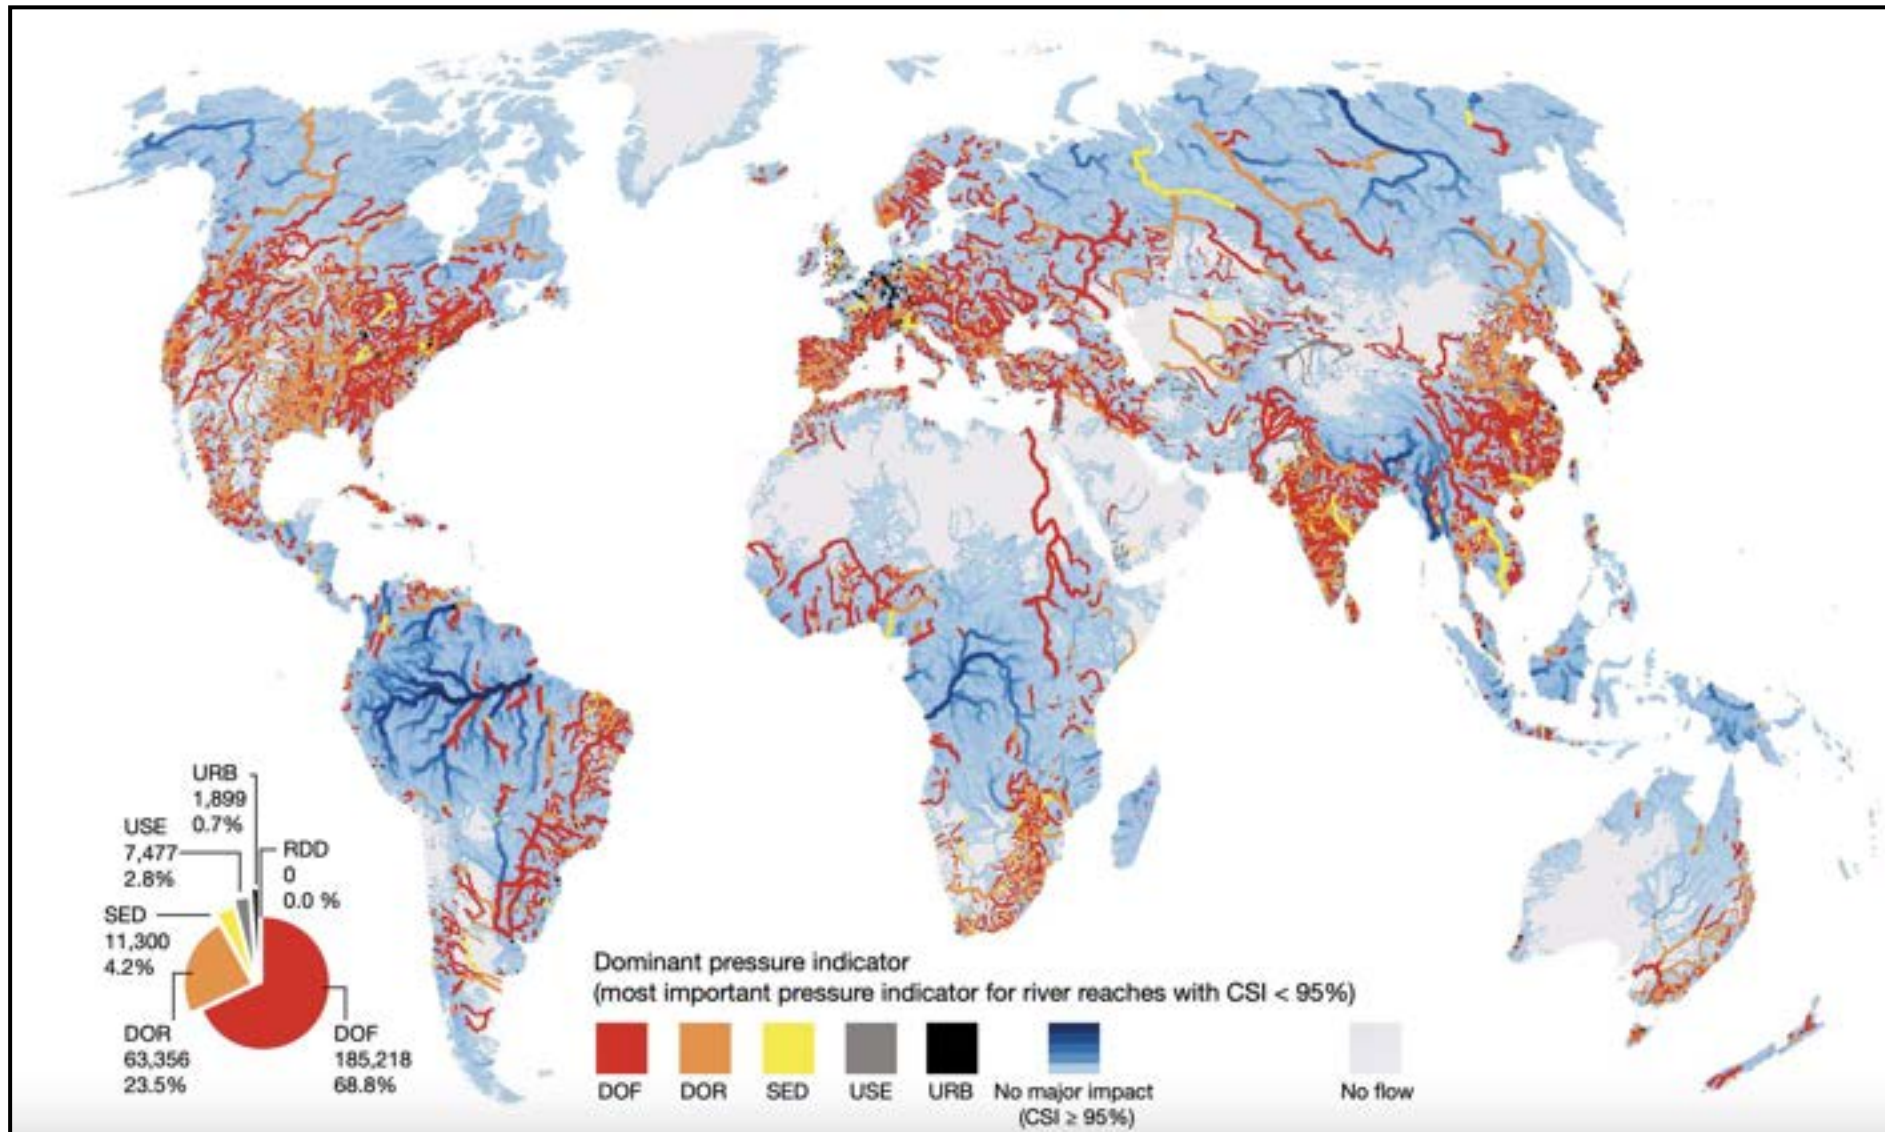 URB
1,899
0.7%
USE
7,477
2.8%
RDD
0
0.0 %
SED
11,300
4.2%
DOR
63,356
23.5%
DOF
185,218
68.8%
Dominant pressure indicator
(most important pressure indicator for river reaches with CSI < 95%)
DOF DOR SED USE URB No major impact No flow
(CSI ≥ 95%)